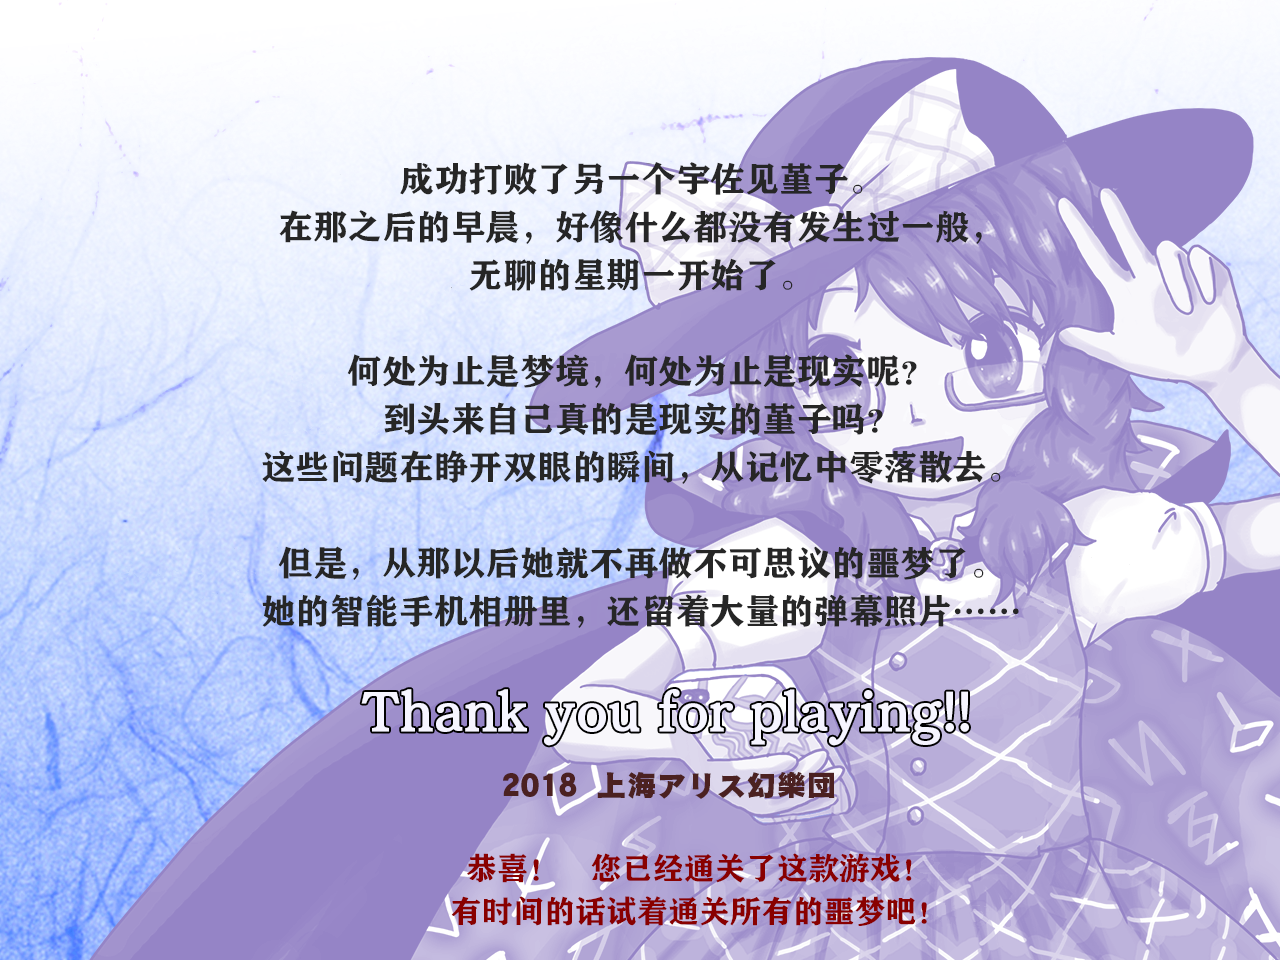 成功打败了另一个宇佐见堇子。
在那之后的早晨，好像什么都没有发生过一般，
无聊的星期一开始了。
何处为止是梦境，何处为止是现实呢？
到头来自己真的是现实的堇子吗？
这些问题在睁开双眼的瞬间，从记忆中零落散去。
但是，从那以后她就不再做不可思议的噩梦了。
她的智能手机相册里，还留着大量的弹幕照片……
Thank you for playing!!
2018 上海アリス幻樂団
恭喜！ 您已经通关了这款游戏！
有时间的话试着通关所有的噩梦吧！